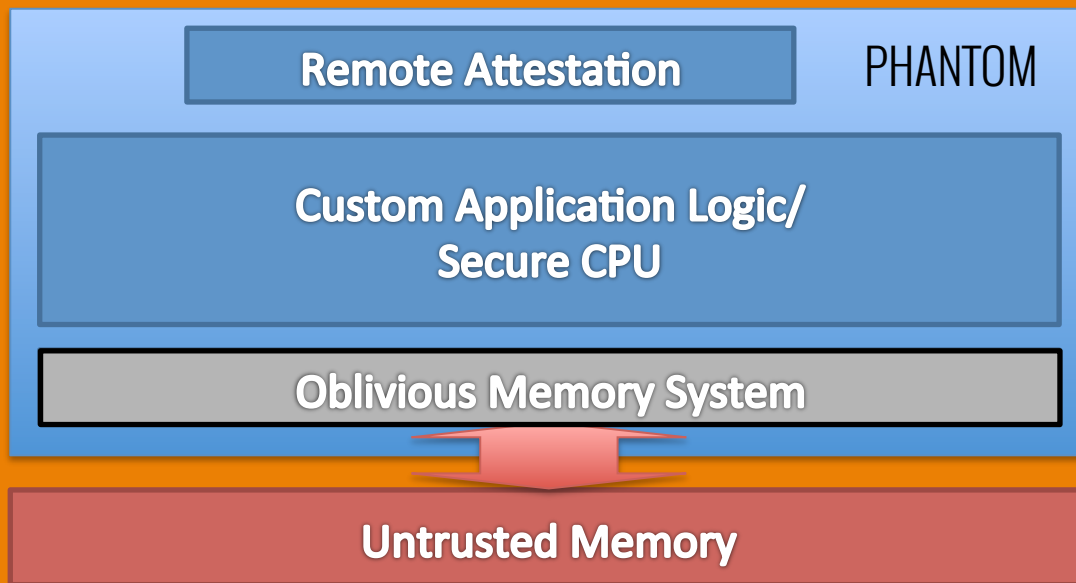 Remote Attestation
PHANTOM
Custom Application Logic/
Secure CPU
Oblivious Memory System
Untrusted Memory